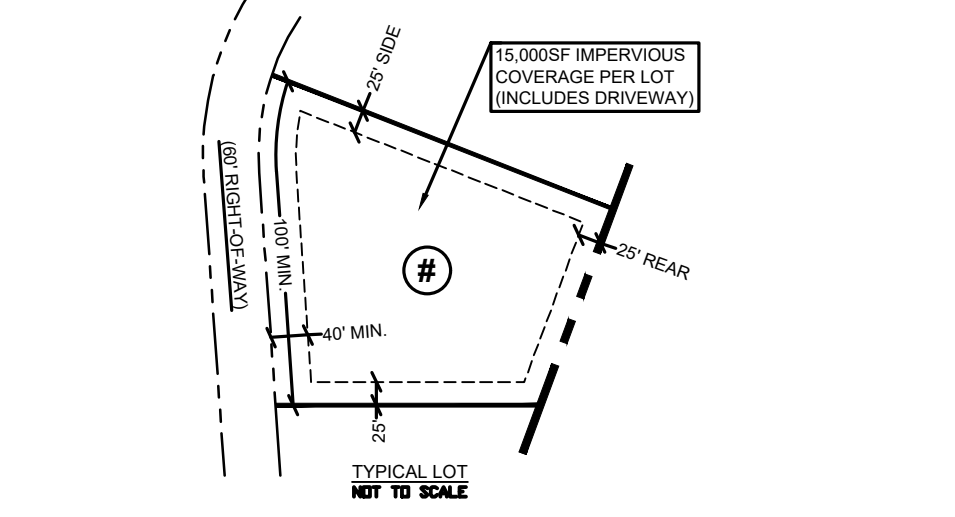 25' SIDE
15,000SF IMPERVIOUS
COVERAGE PER LOT
(INCLUDES DRIVEWAY)
(60' RIGHT-OF-WAY)
100' MIN.
#
25' REAR
40' MIN.
25'
TYPICAL LOT
NOT TO SCALE